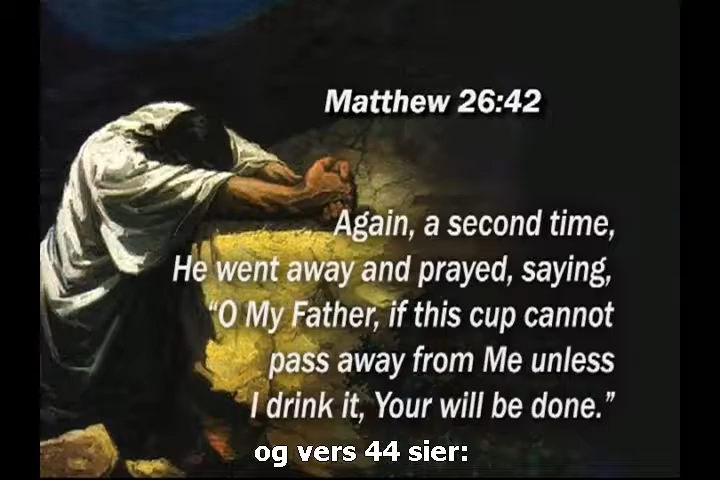 Matthew 26:42
Again, a second time,
He went away and prayed, saying,
“O My Father, if this cup cannot
pass away from Me unless
I drink it, Your will be done.”
og vers 44 sier: